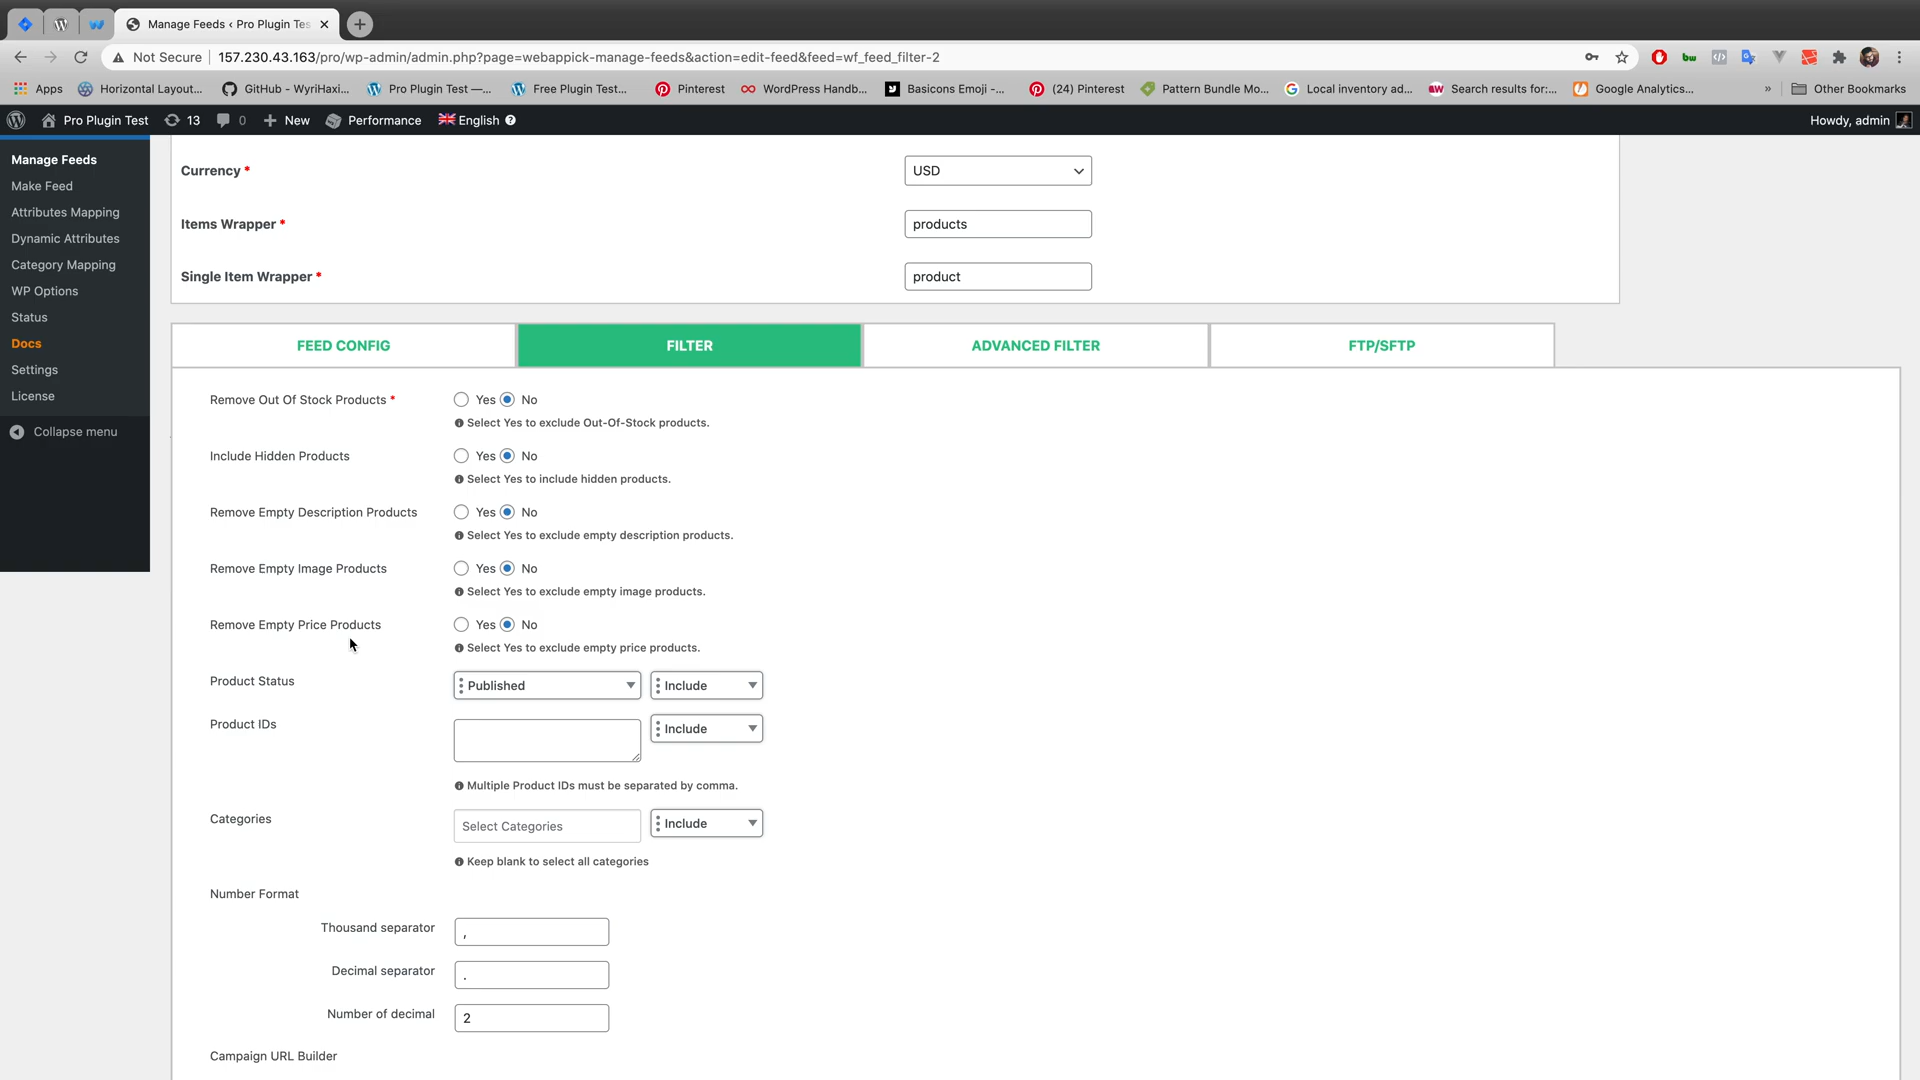 Manage Feeds ‹ Pro Plugin Tes
Not Secure 157.230.43.163/pro/wp-admin/admin.php?page=webappick-manage-feeds&action=edit-feed&feed=wf_feed_filter-2
Apps Horizontal Layout... GitHub - WyriHaxi... Pro Plugin Test —... Free Plugin Test... Pinterest WordPress Handb... Basicons Emoji -... (24) Pinterest Pattern Bundle Mo... Local inventory ad... Search results for:... Google Analytics... » Other Bookmarks
Pro Plugin Test 13 0 New Performance English Howdy, admin
Manage Feeds
Make Feed
Attributes Mapping
Dynamic Attributes
Category Mapping
WP Options
Status
Docs
Settings
License
Collapse menu
Currency * USD
Items Wrapper * products
Single Item Wrapper * product
FEED CONFIG FILTER ADVANCED FILTER FTP/SFTP
Remove Out Of Stock Products * Yes No
Select Yes to exclude Out-Of-Stock products.
Include Hidden Products Yes No
Select Yes to include hidden products.
Remove Empty Description Products Yes No
Select Yes to exclude empty description products.
Remove Empty Image Products Yes No
Select Yes to exclude empty image products.
Remove Empty Price Products Yes No
Select Yes to exclude empty price products.
Product Status Published Include
Product IDs Include
Multiple Product IDs must be separated by comma.
Categories Select Categories Include
Keep blank to select all categories
Number Format
Thousand separator ,
Decimal separator .
Number of decimal 2
Campaign URL Builder